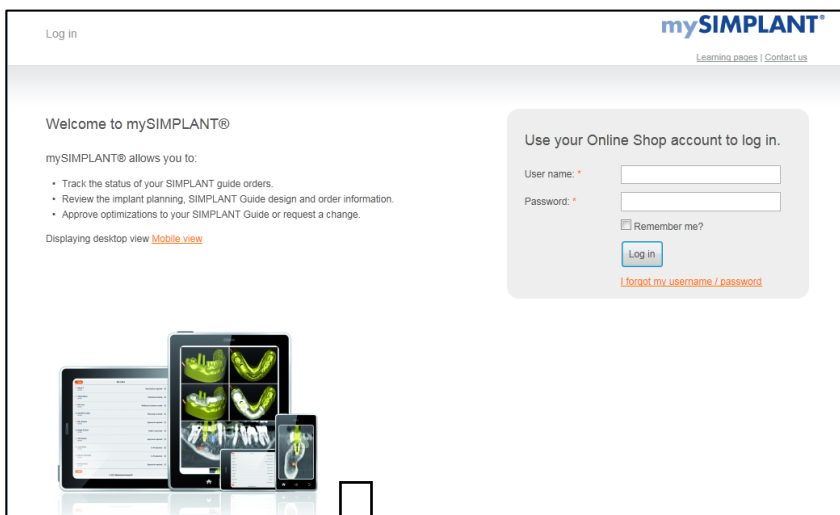 Log in
mySIMPLANT®
Learning pages | Contact us
Welcome to mySIMPLANT®
mySIMPLANT® allows you to:
• Track the status of your SIMPLANT guide orders.
• Review the implant planning, SIMPLANT Guide design and order information.
• Approve optimizations to your SIMPLANT Guide or request a change.
Displaying desktop view Mobile view
Use your Online Shop account to log in.
User name: *
Password: *
Remember me?
Log in
I forgot my username / password